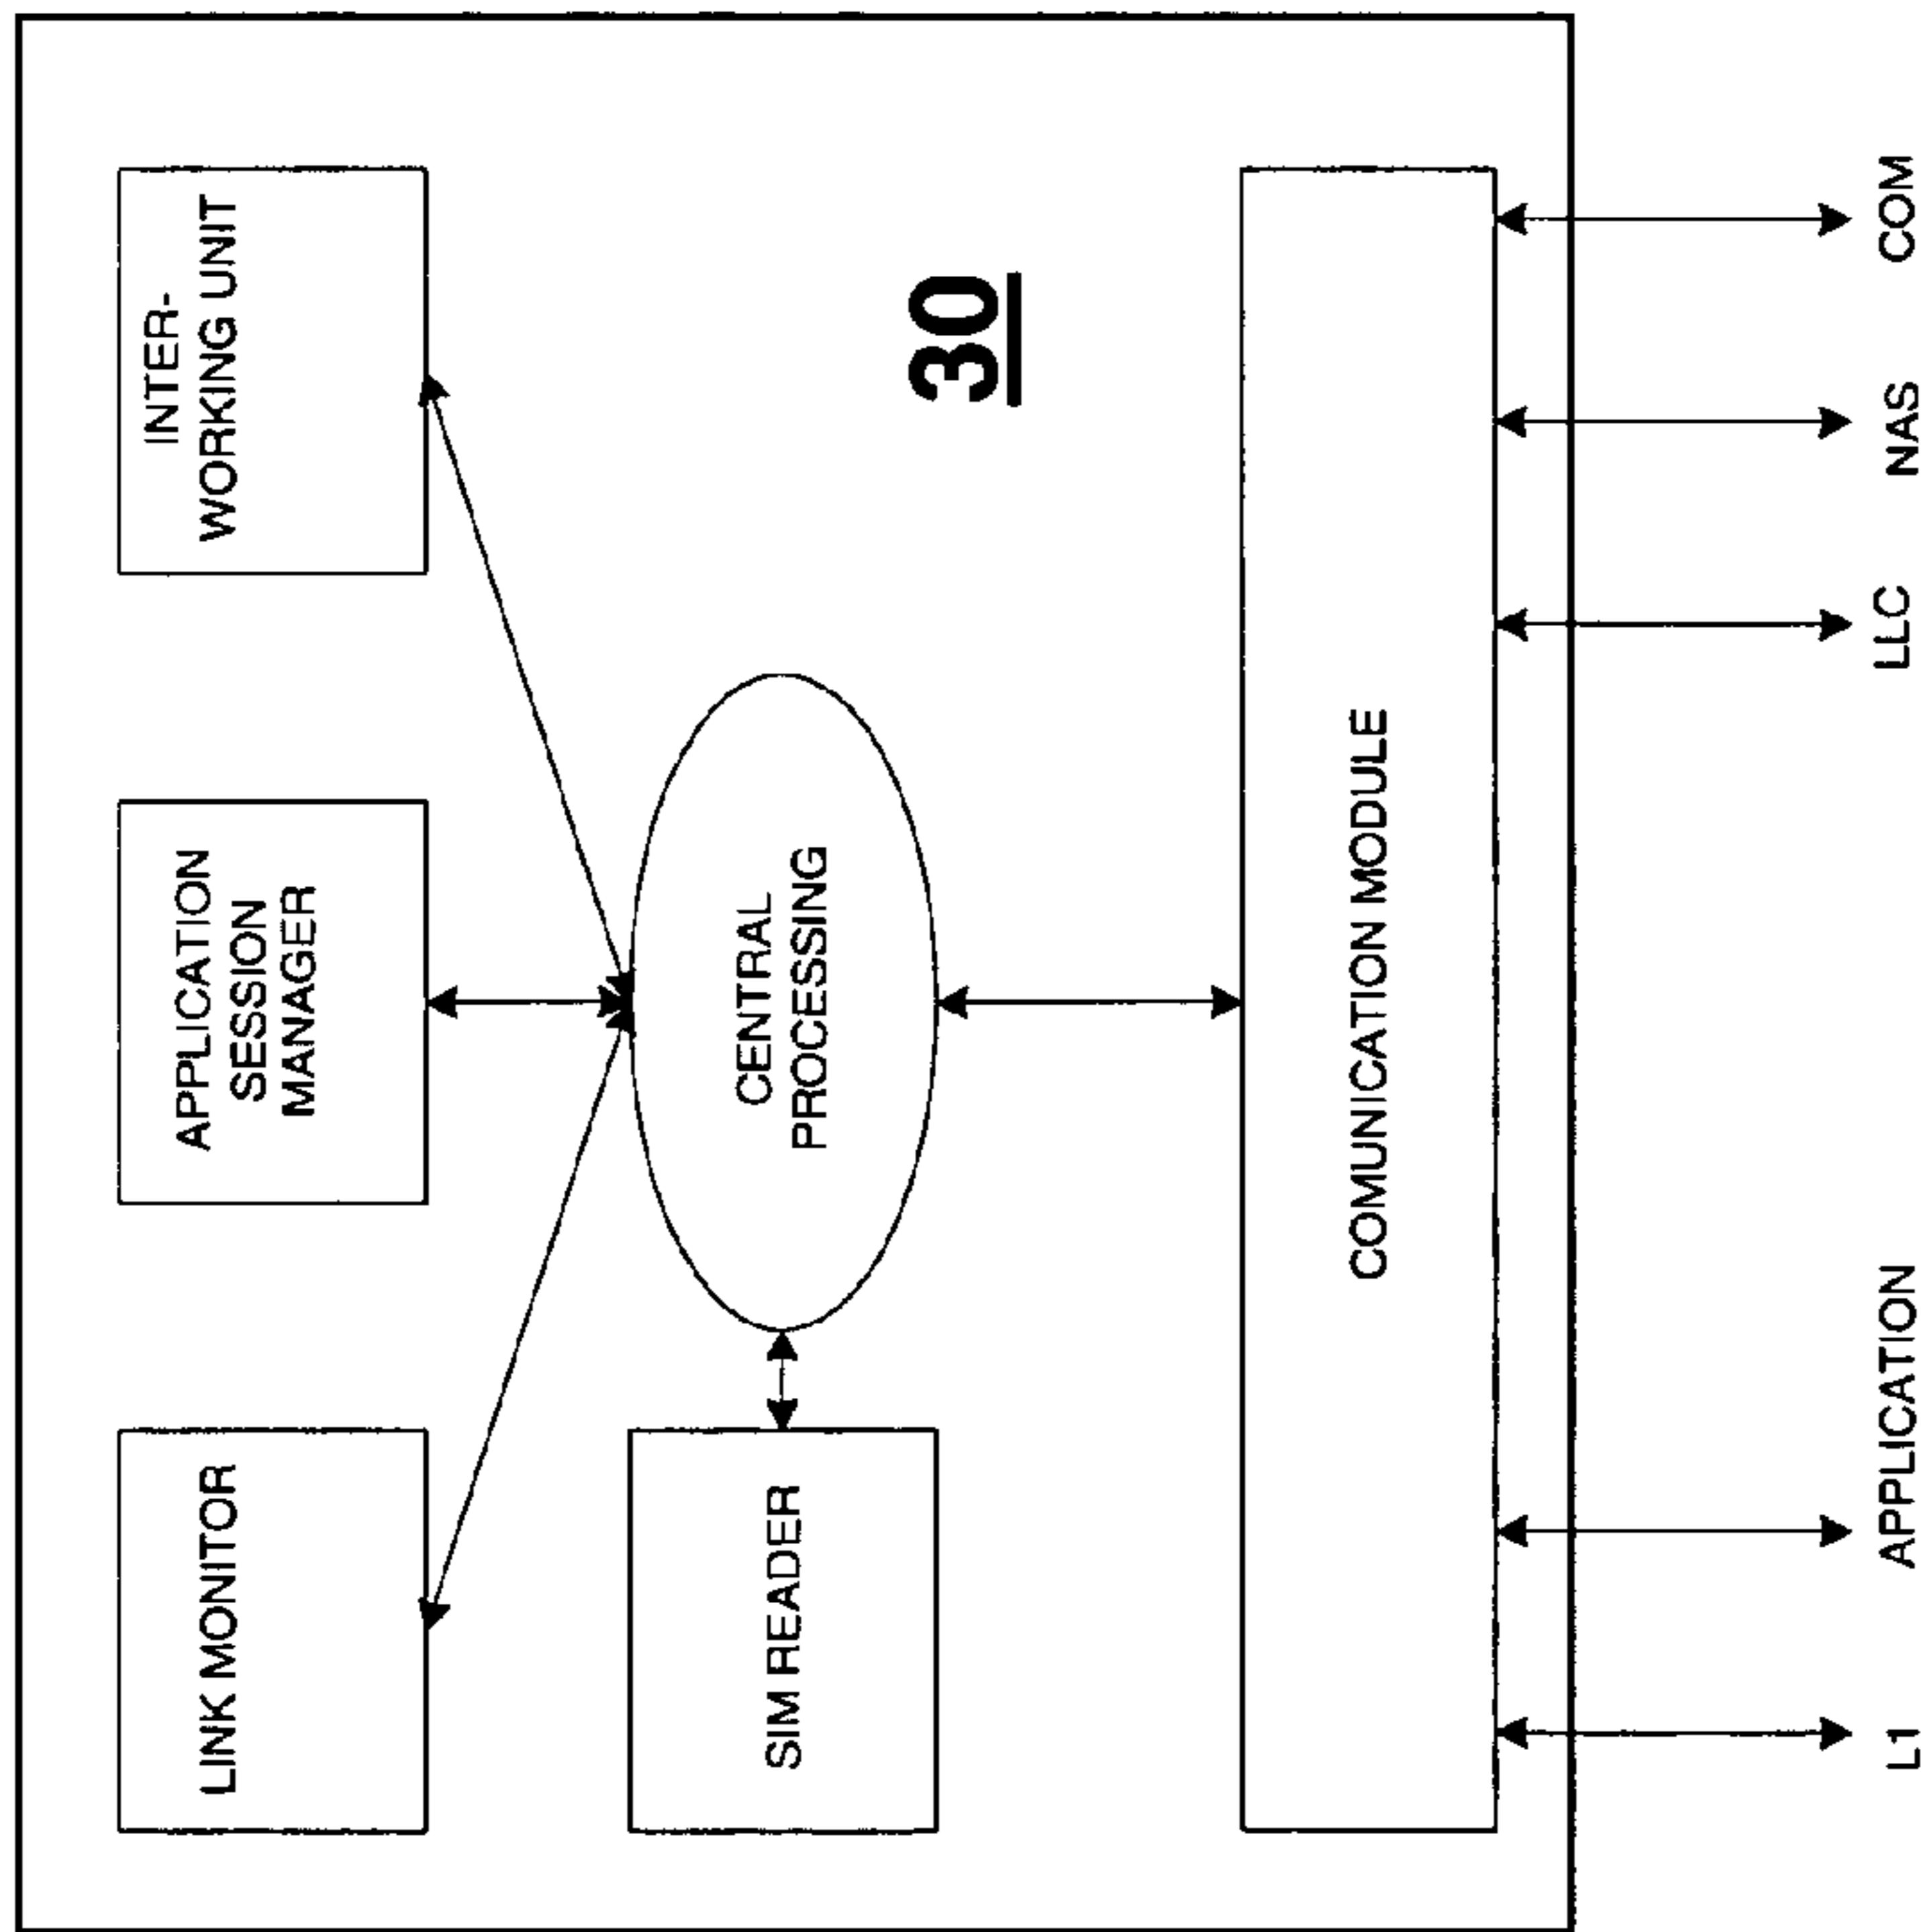 LINK MONITOR
APPLICATION
SESSION
MANAGER
INTER-
WORKING UNIT
SIM READER
CENTRAL
PROCESSING
30
COMUNICATION MODULE
L1
APPLICATION
LLC
NAS
COM